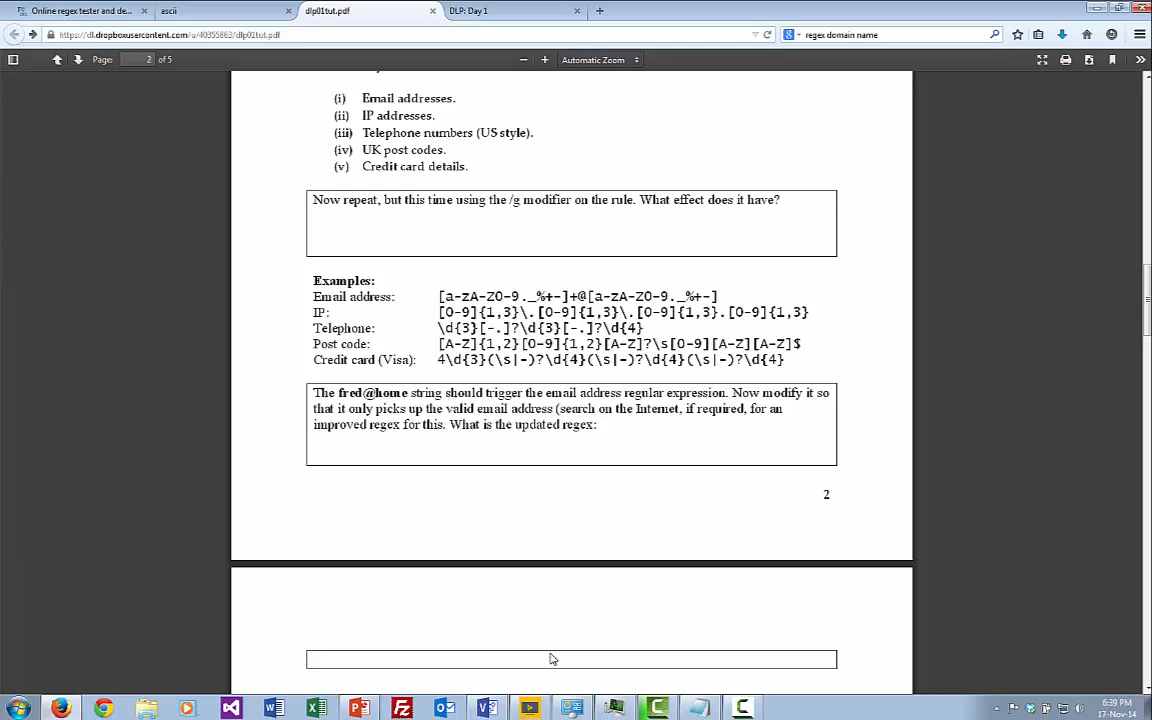 Online regex tester and de...
ascii
dlp01tut.pdf
DLP: Day 1
https://dl.dropboxusercontent.com/u/40355863/dlp01tut.pdf
regex domain name
Page: 2 of 5
Automatic Zoom
(i) Email addresses.
(ii) IP addresses.
(iii) Telephone numbers (US style).
(iv) UK post codes.
(v) Credit card details.
Now repeat, but this time using the /g modifier on the rule. What effect does it have?
Examples:
Email address: [a-zA-Z0-9._%+-]+@[a-zA-Z0-9._%+-]
IP: [0-9]{1,3}\.[0-9]{1,3}\.[0-9]{1,3}.[0-9]{1,3}
Telephone: \d{3}[-.]?\d{3}[-.]?\d{4}
Post code: [A-Z]{1,2}[0-9]{1,2}[A-Z]?\s[0-9][A-Z][A-Z]$
Credit card (Visa): 4\d{3}(\s|-)?\d{4}(\s|-)?\d{4}(\s|-)?\d{4}
The fred@home string should trigger the email address regular expression. Now modify it so
that it only picks up the valid email address (search on the Internet, if required, for an
improved regex for this. What is the updated regex:
2
6:39 PM
17-Nov-14